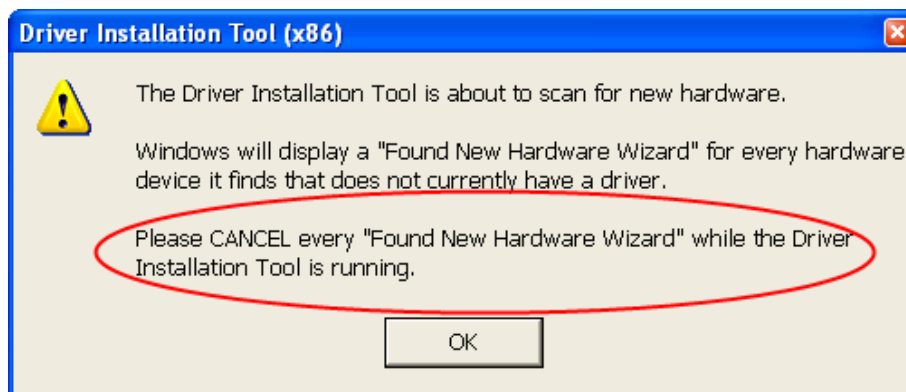 Driver Installation Tool (x86)
The Driver Installation Tool is about to scan for new hardware.
Windows will display a "Found New Hardware Wizard" for every hardware
device it finds that does not currently have a driver.
Please CANCEL every "Found New Hardware Wizard" while the Driver
Installation Tool is running.
OK